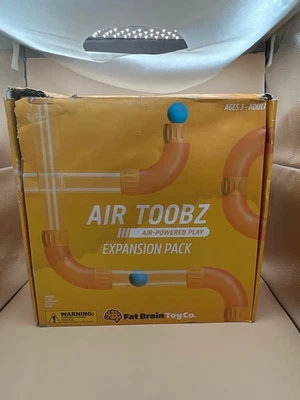 AGES 3 - ADULT
AIR TOOBZ
AIR-POWERED PLAY
EXPANSION PACK
WARNING:
Fat Brain Toy Co.